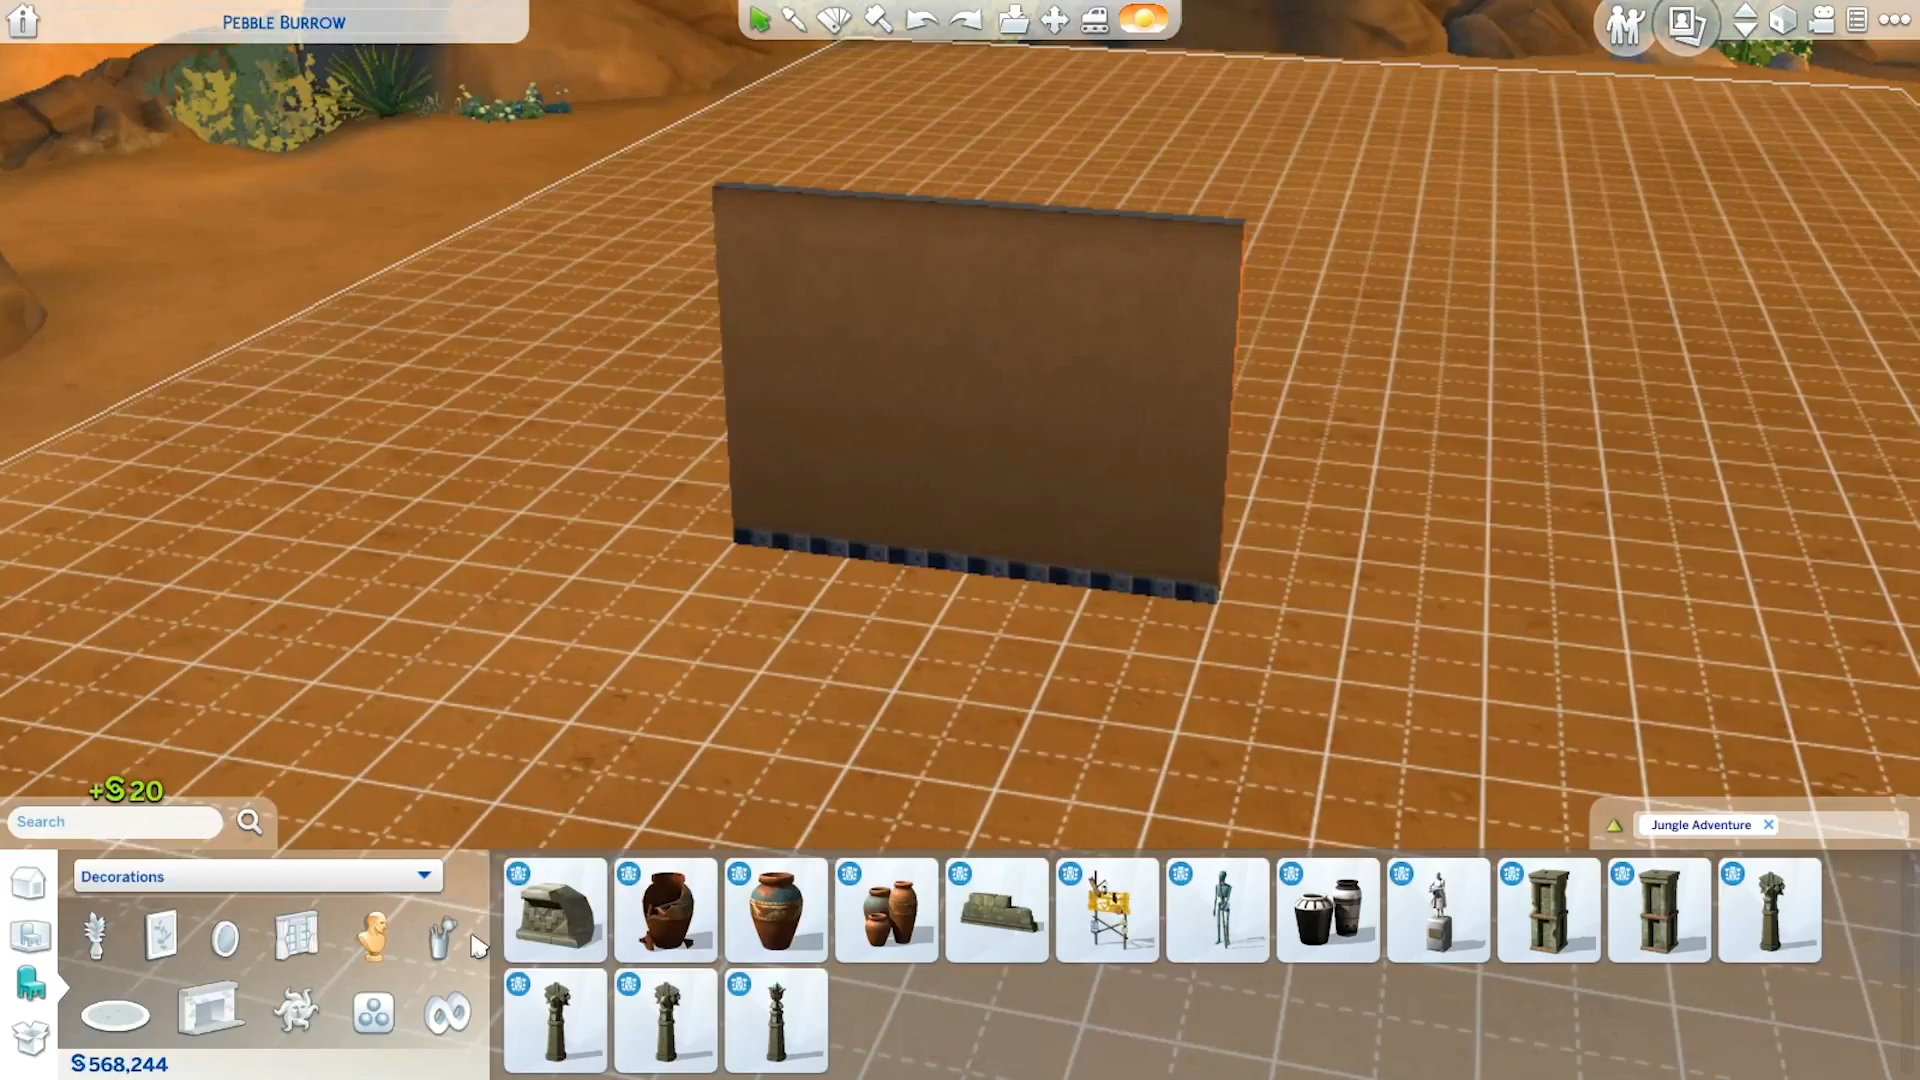 PEBBLE BURROW
+§20
Search
Jungle Adventure
Decorations
§568,244